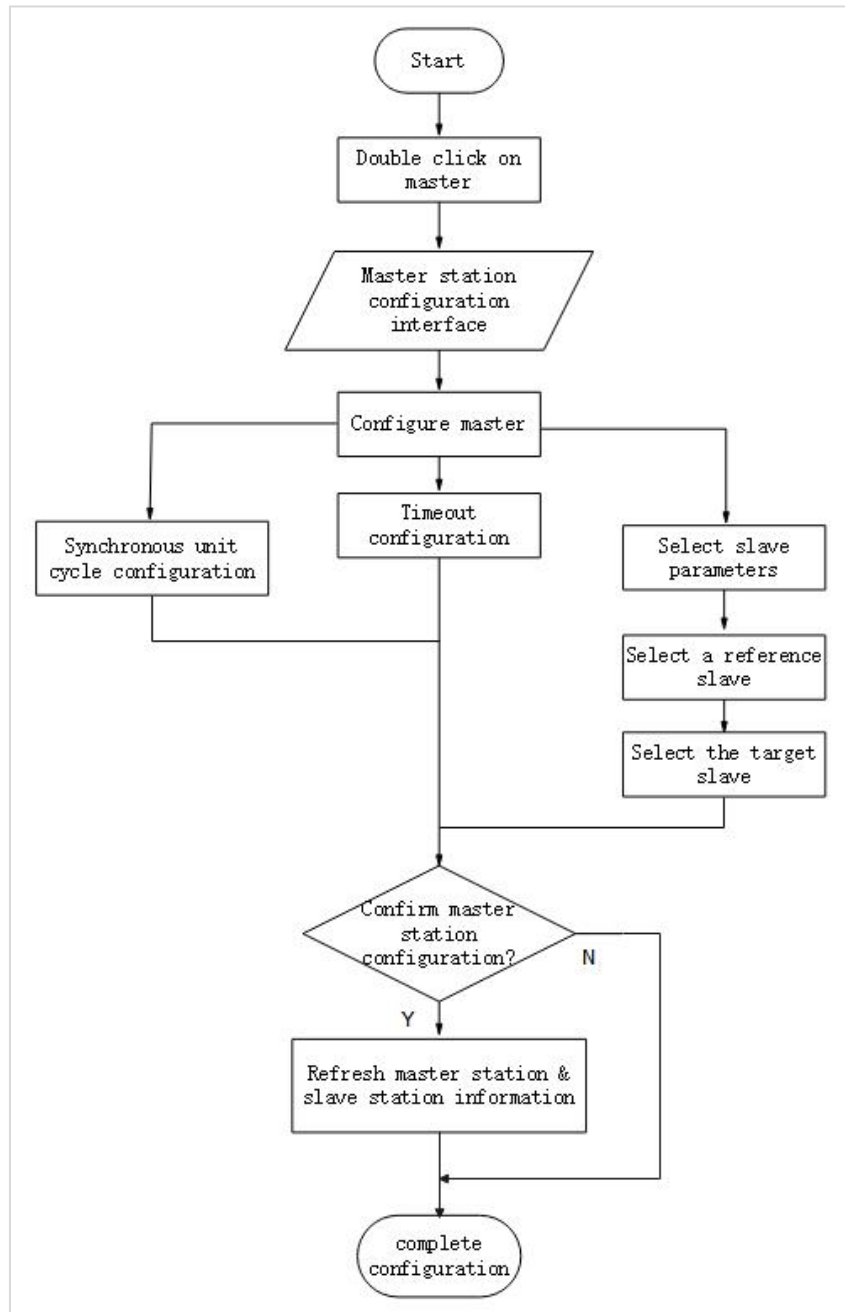 Start
Double click on
master
Master station
configuration
interface
Configure master
Synchronous unit
cycle configuration
Timeout
configuration
Select slave
parameters
Select a reference
slave
Select the target
slave
Confirm master
station
configuration?
N
Y
Refresh master station &
slave station information
complete
configuration